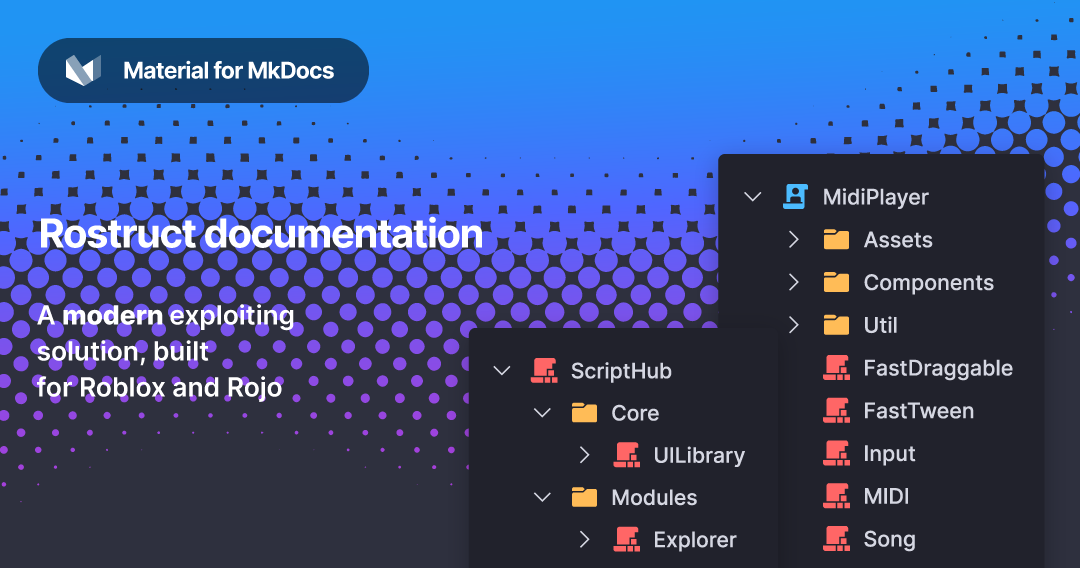 Material for MkDocs
Rostruct documentation
A modern exploiting
solution, built
for Roblox and Rojo
ScriptHub
Core
UILibrary
Modules
Explorer
MidiPlayer
Assets
Components
Util
FastDraggable
FastTween
Input
MIDI
Song